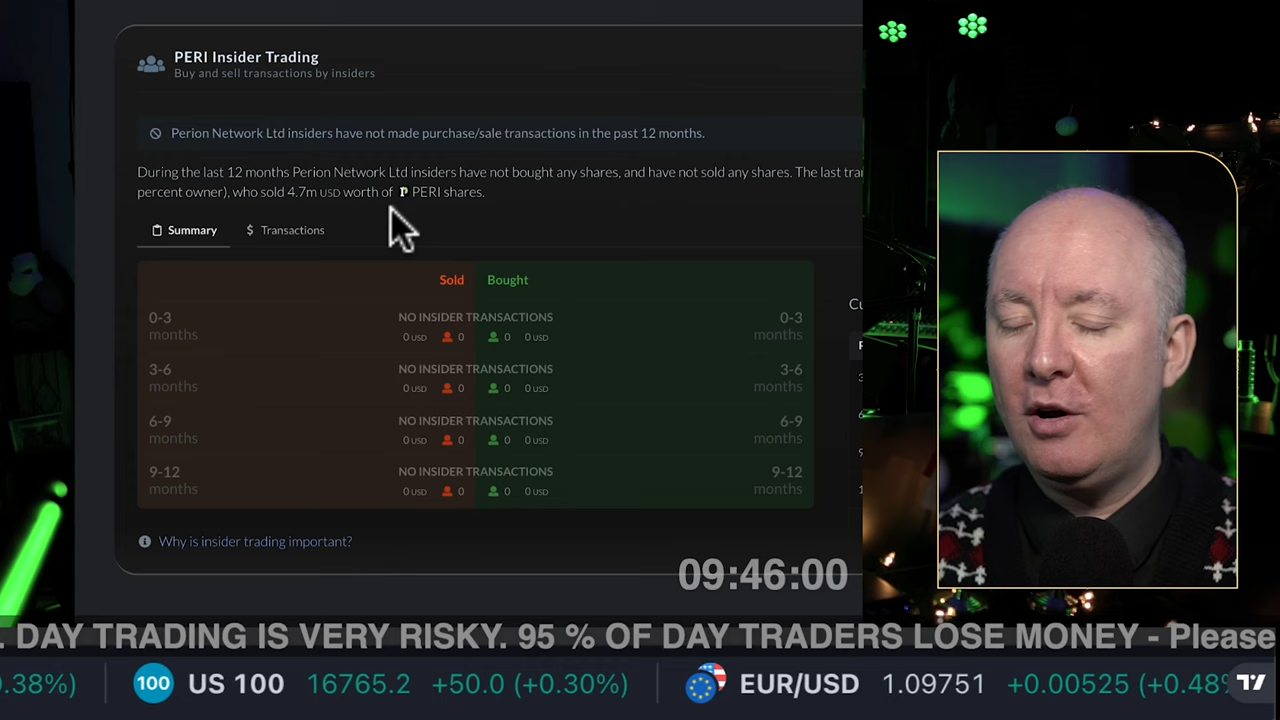 PERI Insider Trading
Buy and sell transactions by insiders
Perion Network Ltd insiders have not made purchase/sale transactions in the past 12 months.
During the last 12 months Perion Network Ltd insiders have not bought any shares, and have not sold any shares. The last tra
percent owner), who sold 4.7m USD worth of P PERI shares.
Summary
$ Transactions
Sold Bought
0-3 months NO INSIDER TRANSACTIONS 0-3 months
0 USD 0 0 0 USD
3-6 months NO INSIDER TRANSACTIONS 3-6 months
0 USD 0 0 0 USD
6-9 months NO INSIDER TRANSACTIONS 6-9 months
0 USD 0 0 0 USD
9-12 months NO INSIDER TRANSACTIONS 9-12 months
0 USD 0 0 0 USD
Why is insider trading important?
09:46:00
. DAY TRADING IS VERY RISKY. 95 % OF DAY TRADERS LOSE MONEY - Please
0.38%) 100 US 100 16765.2 +50.0 (+0.30%) EUR/USD 1.09751 +0.00525 (+0.48%